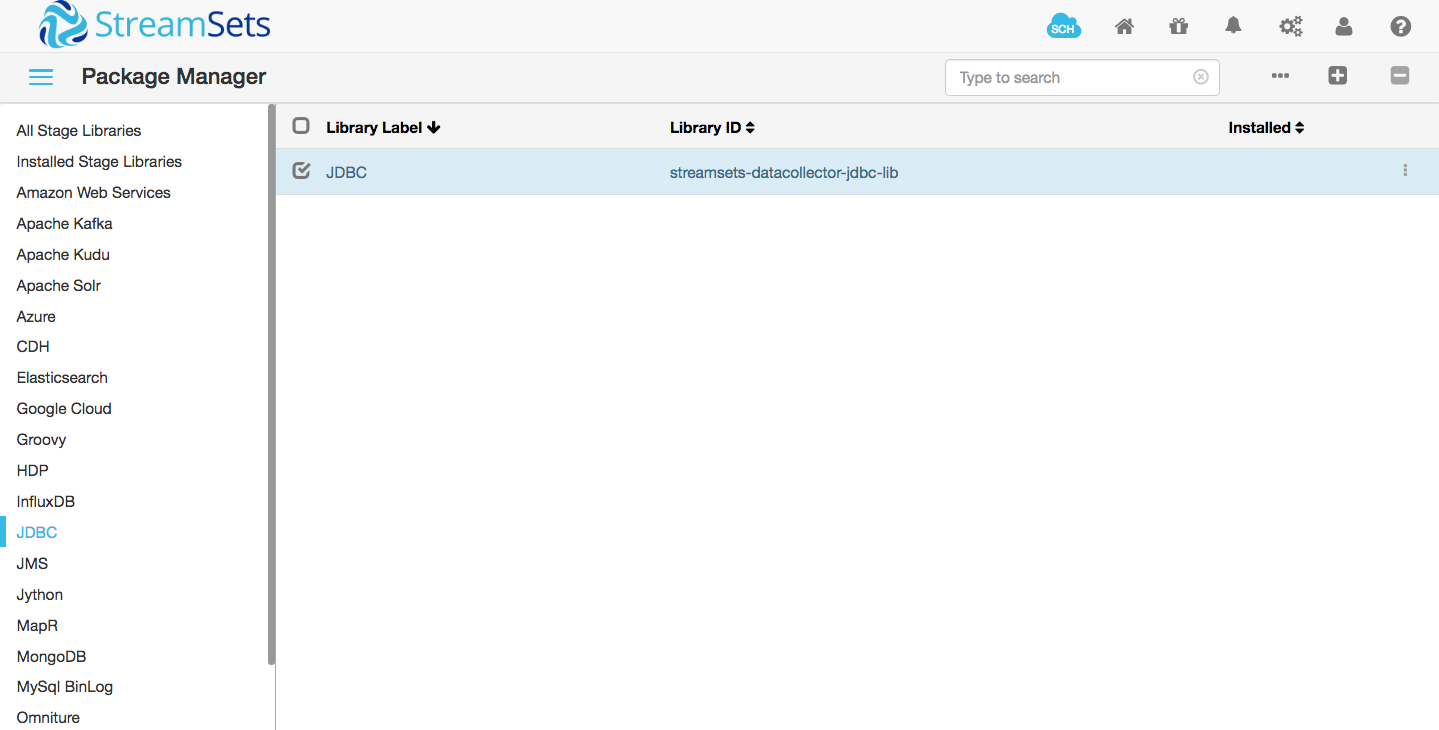 StreamSets
SCH
Package Manager
Type to search
All Stage Libraries
Installed Stage Libraries
Amazon Web Services
Apache Kafka
Apache Kudu
Apache Solr
Azure
CDH
Elasticsearch
Google Cloud
Groovy
HDP
InfluxDB
JDBC
JMS
Jython
MapR
MongoDB
MySql BinLog
Omniture
Library Label Library ID Installed
JDBC streamsets-datacollector-jdbc-lib